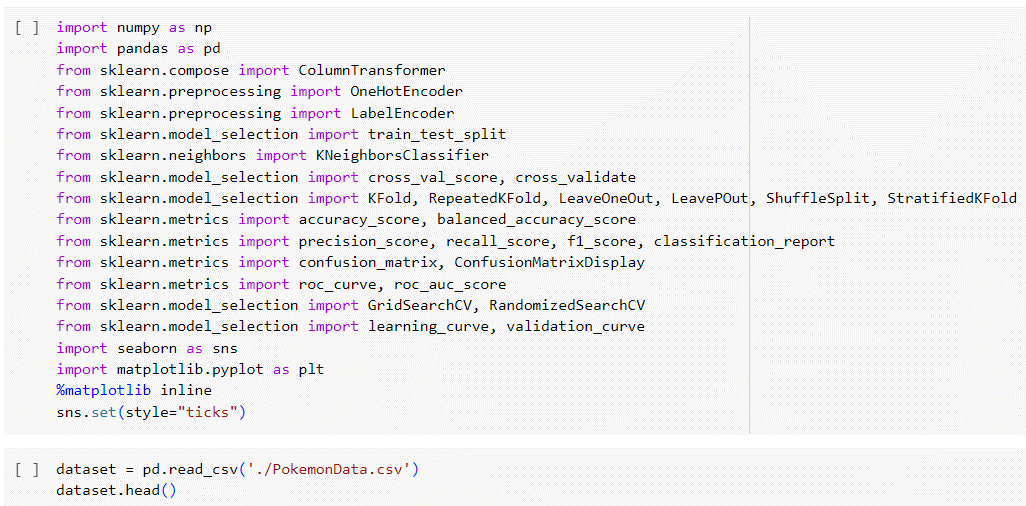 [ ] import numpy as np
import pandas as pd
from sklearn.compose import ColumnTransformer
from sklearn.preprocessing import OneHotEncoder
from sklearn.preprocessing import LabelEncoder
from sklearn.model_selection import train_test_split
from sklearn.neighbors import KNeighborsClassifier
from sklearn.model_selection import cross_val_score, cross_validate
from sklearn.model_selection import KFold, RepeatedKFold, LeaveOneOut, LeavePOut, ShuffleSplit, StratifiedKFold
from sklearn.metrics import accuracy_score, balanced_accuracy_score
from sklearn.metrics import precision_score, recall_score, f1_score, classification_report
from sklearn.metrics import confusion_matrix, ConfusionMatrixDisplay
from sklearn.metrics import roc_curve, roc_auc_score
from sklearn.model_selection import GridSearchCV, RandomizedSearchCV
from sklearn.model_selection import learning_curve, validation_curve
import seaborn as sns
import matplotlib.pyplot as plt
%matplotlib inline
sns.set(style="ticks")
[ ] dataset = pd.read_csv('./PokemonData.csv')
dataset.head()